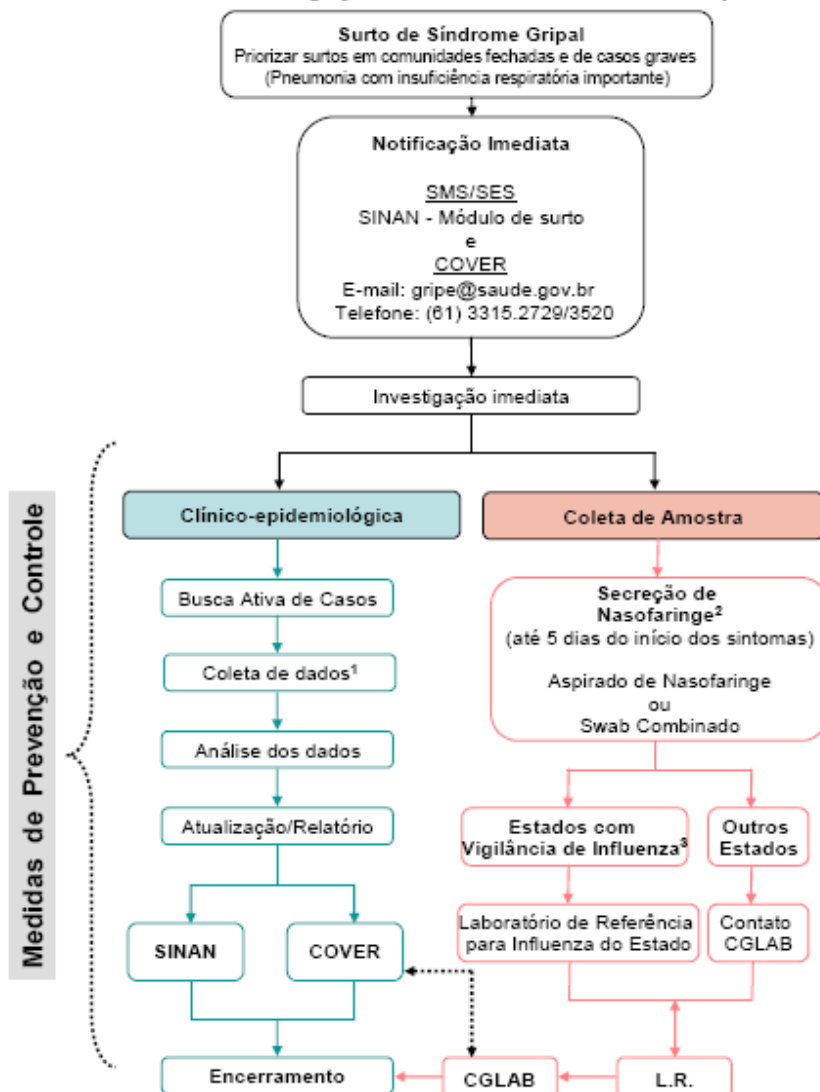 Surto de Síndrome Gripal
Priorizar surtos em comunidades fechadas e de casos graves
(Pneumonia com insuficiência respiratória importante)
Notificação Imediata
SMS/SES
SINAN - Módulo de surto
e
COVER
E-mail: gripe@saude.gov.br
Telefone: (61) 3315.2729/3520
Investigação imediata
Medidas de Prevenção e Controle
Clínico-epidemiológica
Busca Ativa de Casos
Coleta de dados¹
Análise dos dados
Atualização/Relatório
SINAN
COVER
Encerramento
Coleta de Amostra
Secreção de
Nasofaringe²
(até 5 dias do início dos sintomas)
Aspirado de Nasofaringe
ou
Swab Combinado
Estados com
Vigilância de Influenza³
Outros
Estados
Laboratório de Referência
para Influenza do Estado
Contato
CGLAB
CGLAB
L.R.